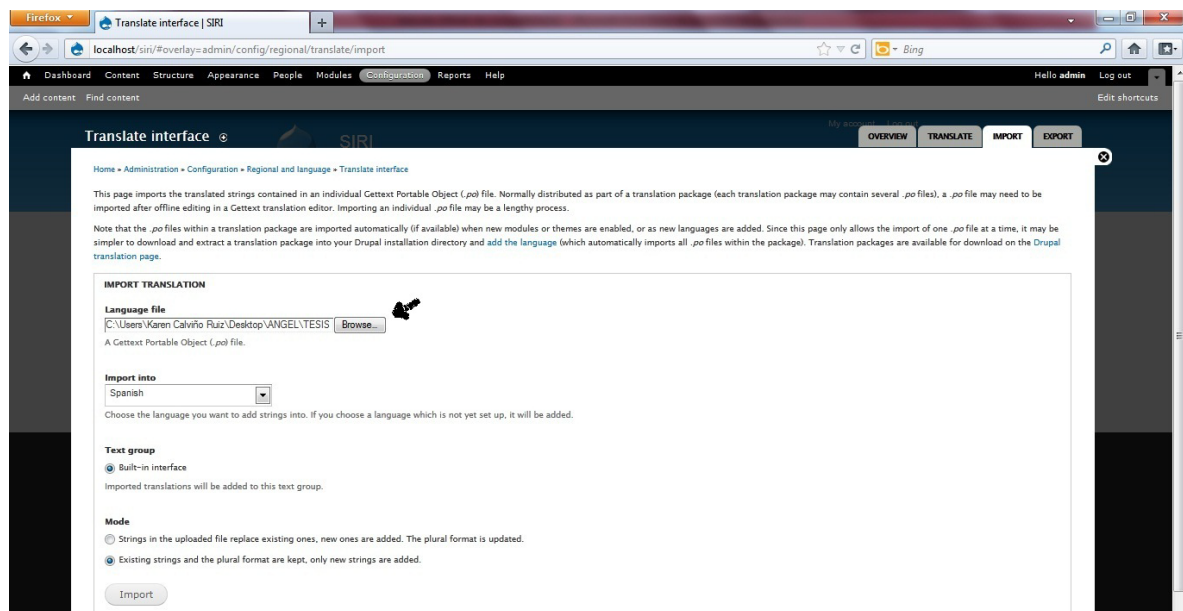 Firefox
Translate interface | SIRI
+
localhost/siri/#overlay=admin/config/regional/translate/import
Bing
Dashboard Content Structure Appearance People Modules Configuration Reports Help
Hello admin Log out
Add content Find content
Edit shortcuts
My account Log out
SIRI
Translate interface
OVERVIEW TRANSLATE IMPORT EXPORT
Home » Administration » Configuration » Regional and language » Translate interface
This page imports the translated strings contained in an individual Gettext Portable Object (.po) file. Normally distributed as part of a translation package (each translation package may contain several .po files), a .po file may need to be
imported after offline editing in a Gettext translation editor. Importing an individual .po file may be a lengthy process.
Note that the .po files within a translation package are imported automatically (if available) when new modules or themes are enabled, or as new languages are added. Since this page only allows the import of one .po file at a time, it may be
simpler to download and extract a translation package into your Drupal installation directory and add the language (which automatically imports all .po files within the package). Translation packages are available for download on the Drupal
translation page.
IMPORT TRANSLATION
Language file
C:\Users\Karen Calviño Ruiz\Desktop\ANGEL\TESIS Browse...
A Gettext Portable Object (.po) file.
Import into
Spanish
Choose the language you want to add strings into. If you choose a language which is not yet set up, it will be added.
Text group
Built-in interface
Imported translations will be added to this text group.
Mode
Strings in the uploaded file replace existing ones, new ones are added. The plural format is updated.
Existing strings and the plural format are kept, only new strings are added.
Import